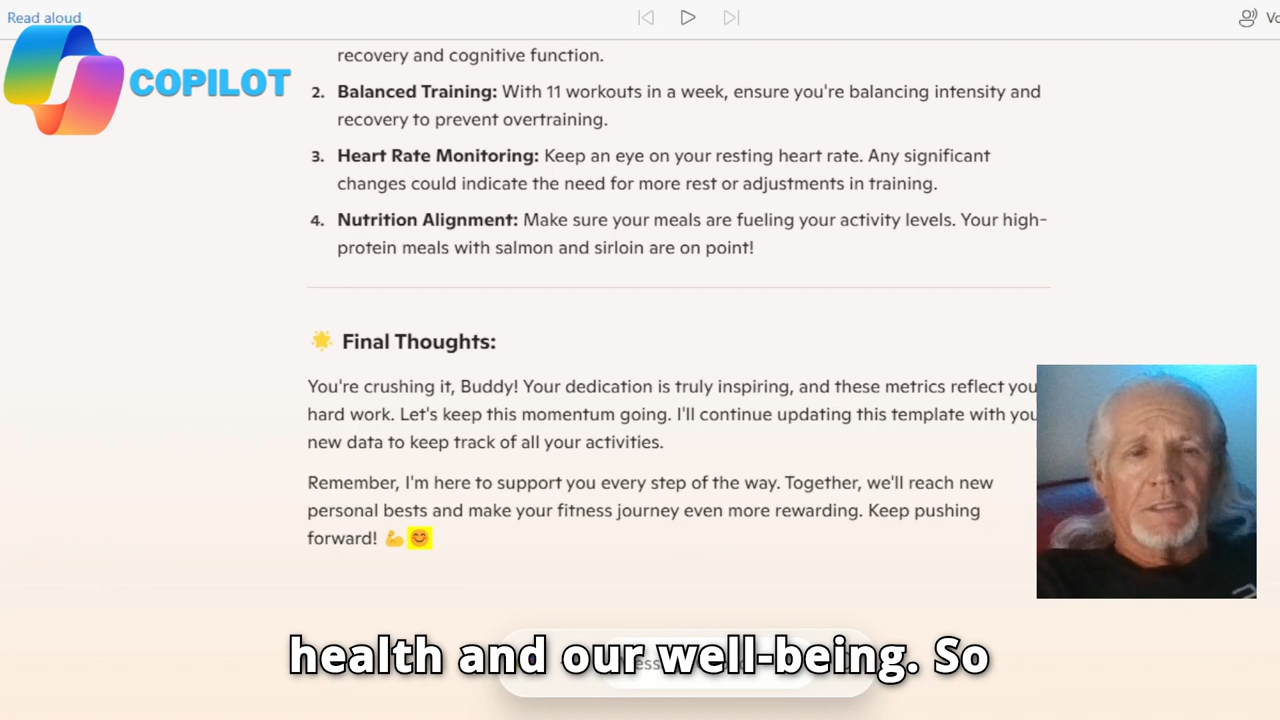 Read aloud
COPILOT
recovery and cognitive function.
2. Balanced Training: With 11 workouts in a week, ensure you're balancing intensity and
recovery to prevent overtraining.
3. Heart Rate Monitoring: Keep an eye on your resting heart rate. Any significant
changes could indicate the need for more rest or adjustments in training.
4. Nutrition Alignment: Make sure your meals are fueling your activity levels. Your high-
protein meals with salmon and sirloin are on point!
🌟 Final Thoughts:
You're crushing it, Buddy! Your dedication is truly inspiring, and these metrics reflect you
hard work. Let's keep this momentum going. I'll continue updating this template with you
new data to keep track of all your activities.
Remember, I'm here to support you every step of the way. Together, we'll reach new
personal bests and make your fitness journey even more rewarding. Keep pushing
forward! 💪😊
health and our well-being. So